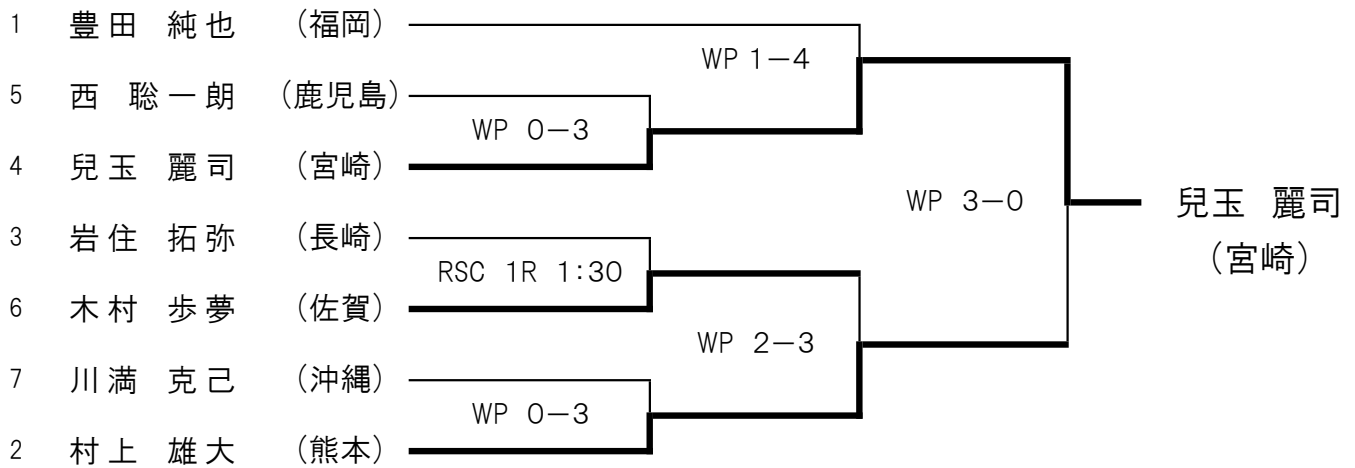 1 豊田 純也 （福岡）
WP 1－4
5 西 聡一朗 （鹿児島）
WP 0－3
4 兒玉 麗司 （宮崎）
WP 3－0
兒玉 麗司
（宮崎）
3 岩住 拓弥 （長崎）
RSC 1R 1:30
6 木村 歩夢 （佐賀）
WP 2－3
7 川満 克己 （沖縄）
WP 0－3
2 村上 雄大 （熊本）